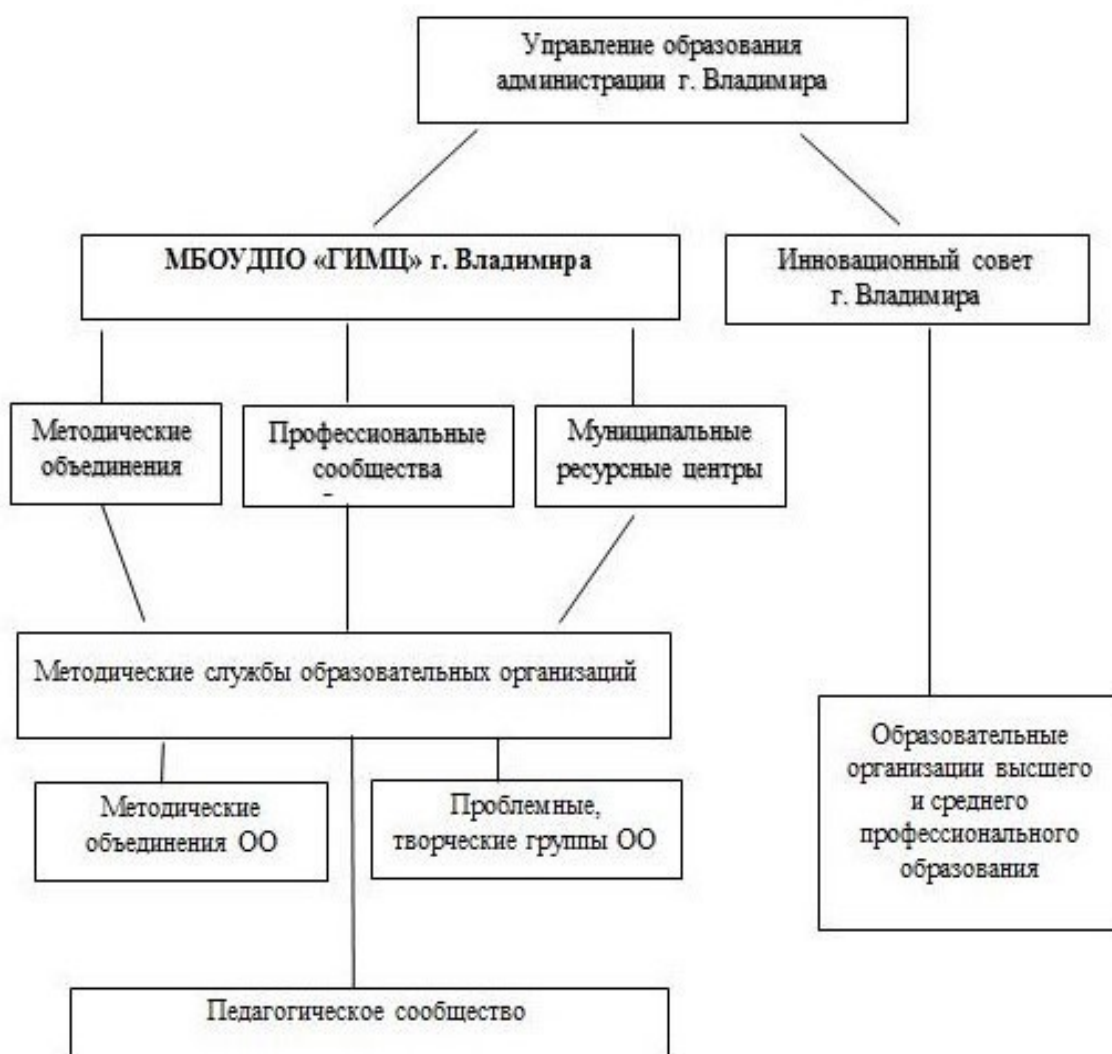 Управление образования
администрации г. Владимира
МБОУДПО «ГИМЦ» г. Владимира
Инновационный совет
г. Владимира
Методические
объединения
Профессиональные
сообщества
Муниципальные
ресурсные центры
Методические службы образовательных организаций
Методические
объединения ОО
Проблемные,
творческие группы ОО
Образовательные
организации высшего
и среднего
профессионального
образования
Педагогическое сообщество